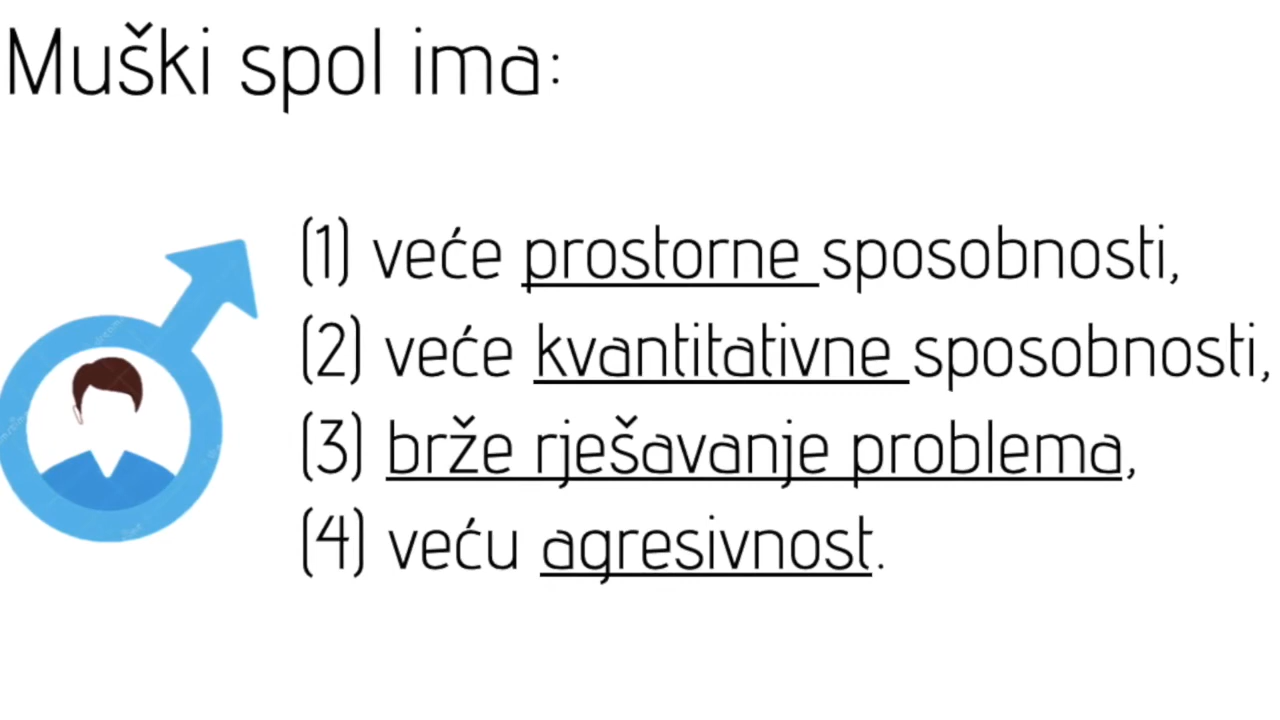 Muški spol ima:
(1) veće prostorne sposobnosti,
(2) veće kvantitativne sposobnosti,
(3) brže rješavanje problema,
(4) veću agresivnost.